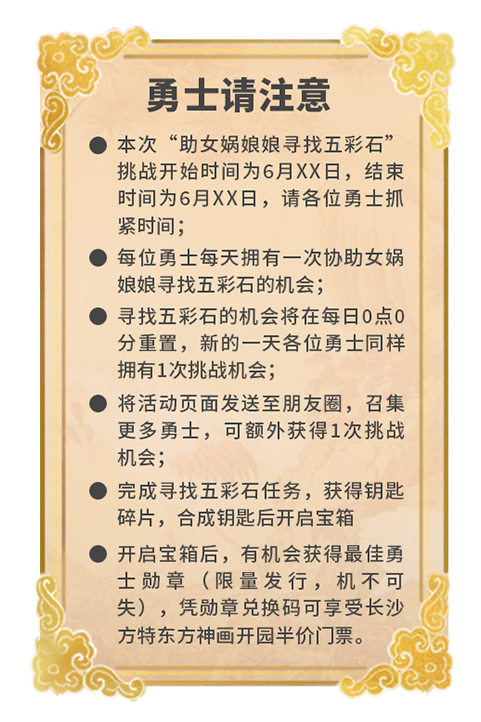 勇士请注意
● 本次“助女娲娘娘寻找五彩石”
挑战开始时间为6月XX日，结束
时间为6月XX日，请各位勇士抓
紧时间；
● 每位勇士每天拥有一次协助女娲
娘娘寻找五彩石的机会；
● 寻找五彩石的机会将在每日0点0
分重置，新的一天各位勇士同样
拥有1次挑战机会；
● 将活动页面发送至朋友圈，召集
更多勇士，可额外获得1次挑战
机会；
● 完成寻找五彩石任务，获得钥匙
碎片，合成钥匙后开启宝箱
● 开启宝箱后，有机会获得最佳勇
士勋章（限量发行，机不可
失），凭勋章兑换码可享受长沙
方特东方神画开园半价门票。